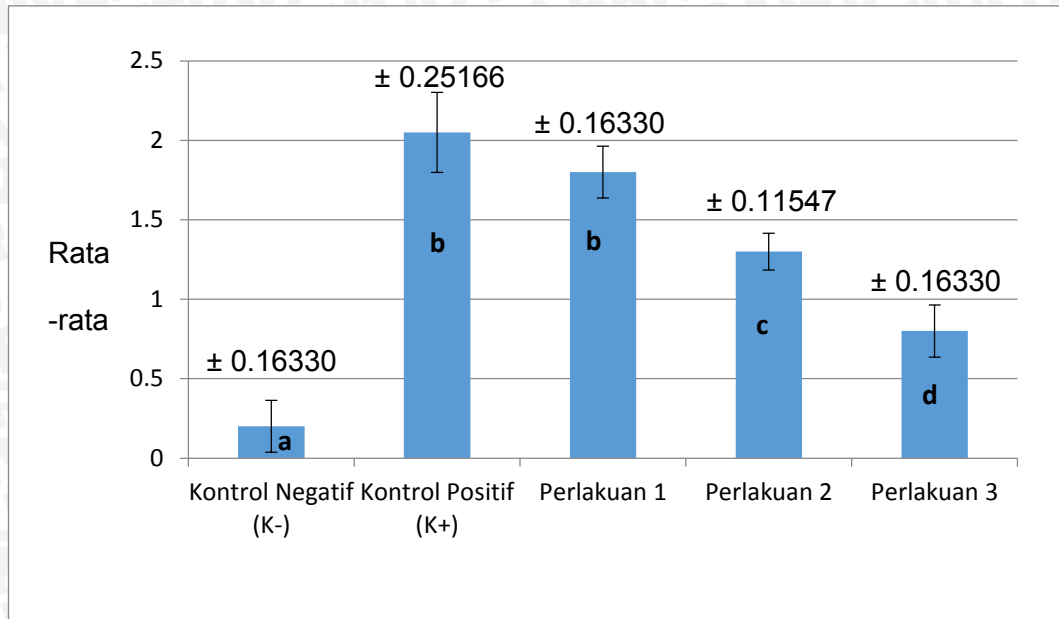 2.5
2
1.5
1
0.5
0
Rata
-rata
± 0.16330
± 0.25166
± 0.16330
± 0.11547
± 0.16330
a
b
b
c
d
Kontrol Negatif
(K-)
Kontrol Positif
(K+)
Perlakuan 1
Perlakuan 2
Perlakuan 3